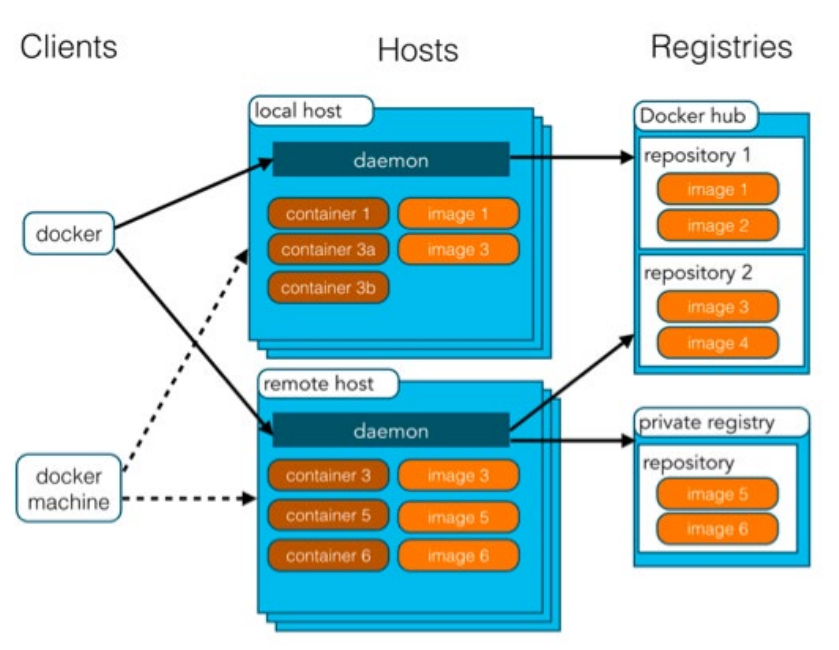 Clients
Hosts
Registries
docker
docker
machine
local host
daemon
container 1
image 1
container 3a
image 3
container 3b
remote host
daemon
container 3
image 3
container 5
image 5
container 6
image 6
Docker hub
repository 1
image 1
image 2
repository 2
image 3
image 4
private registry
repository
image 5
image 6